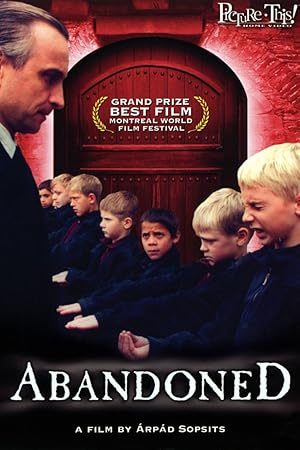 PICTURE THIS!
HOME VIDEO
GRAND PRIZE
BEST FILM
MONTREAL WORLD
FILM FESTIVAL
ABANDONED
A FILM BY ÁRPÁD SOPSITS